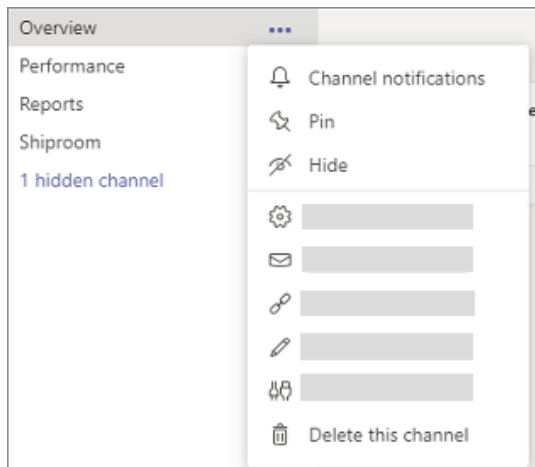 Overview
Performance
Reports
Shiproom
1 hidden channel
Channel notifications
Pin
Hide
Delete this channel